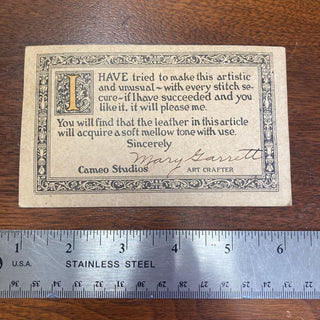 I HAVE tried to make this artistic
and unusual - with every stitch se-
cure - if I have succeeded and you
like it, it will please me.
You will find that the leather in this article
will acquire a soft mellow tone with use.
Sincerely
Mary Garrett
Cameo Studios ART CRAFTER
1 2 3 4 5 6
U.S.A. STAINLESS STEEL